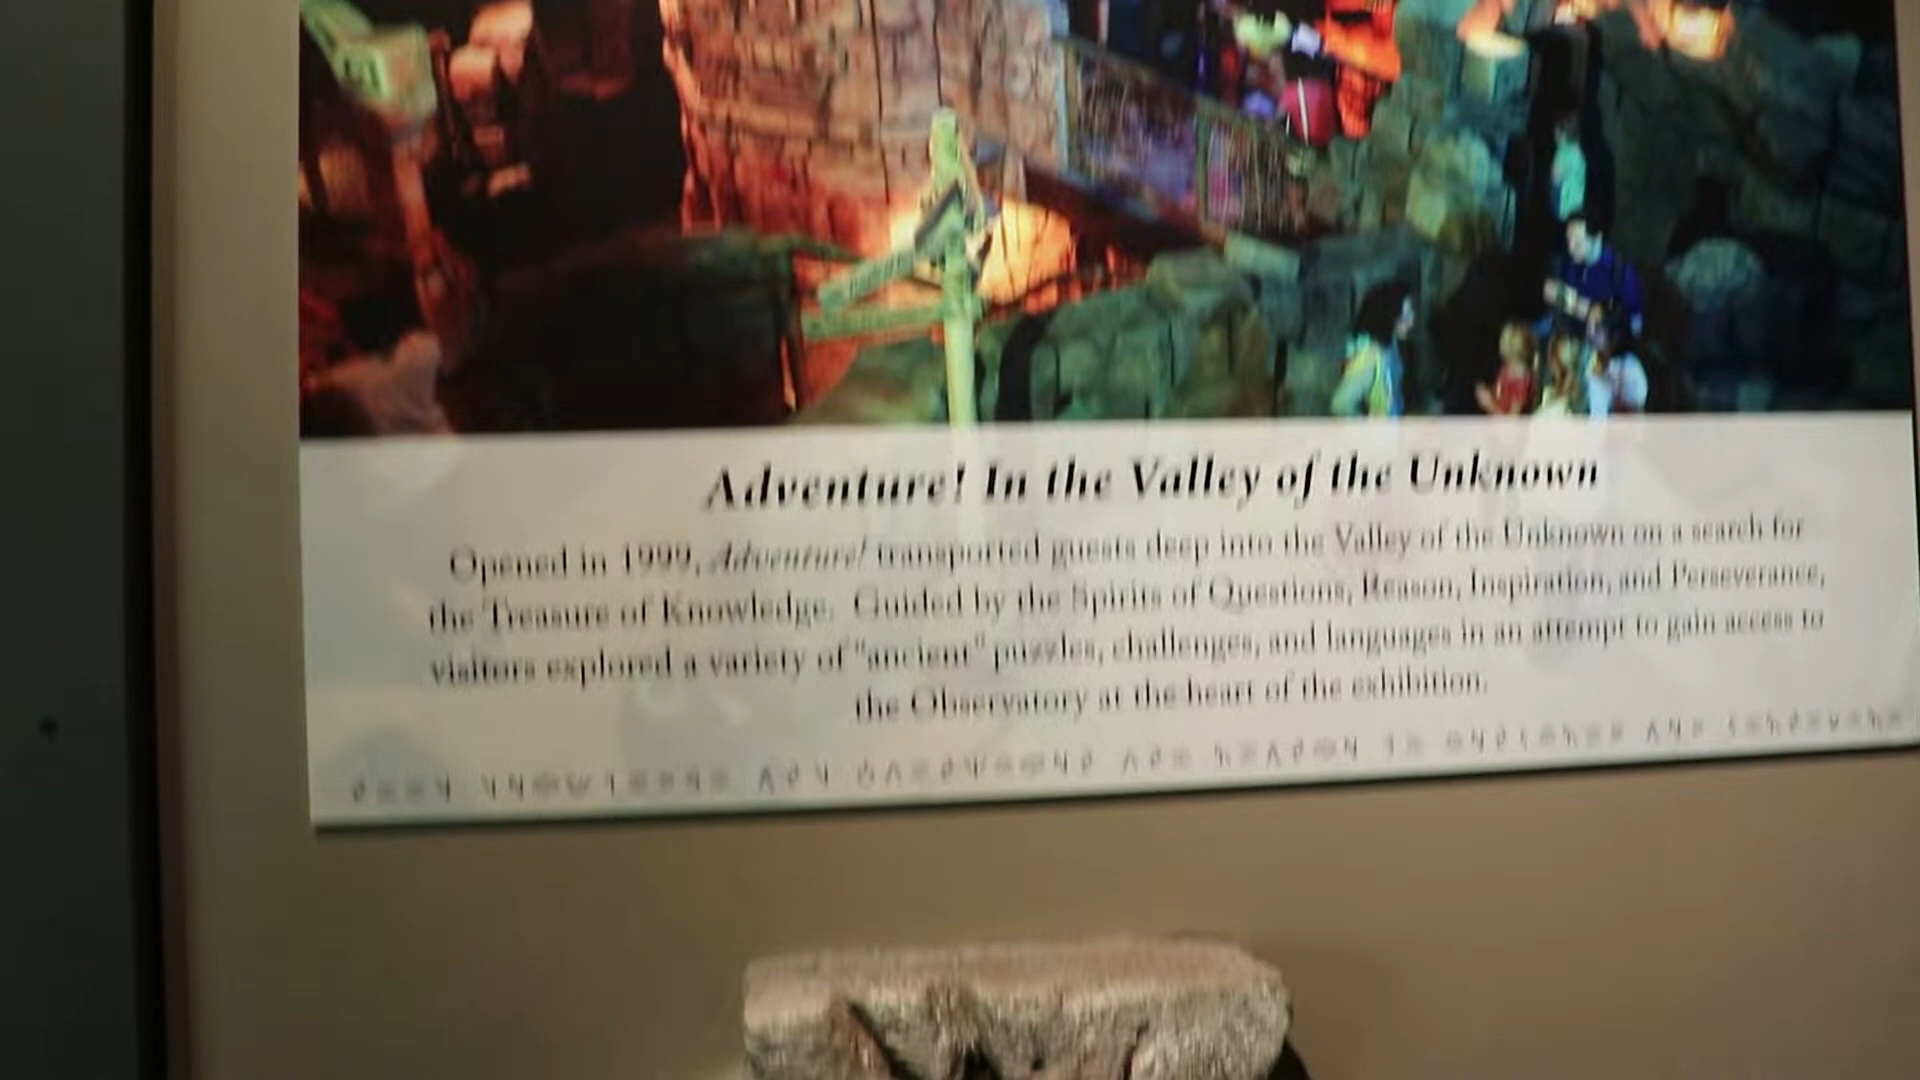 Adventure! In the Valley of the Unknown
Opened in 1999, Adventure! transported guests deep into the Valley of the Unknown on a search for
the Treasure of Knowledge. Guided by the Spirits of Questions, Reason, Inspiration, and Perseverance,
visitors explored a variety of "ancient" puzzles, challenges, and languages in an attempt to gain access to
the Observatory at the heart of the exhibition.